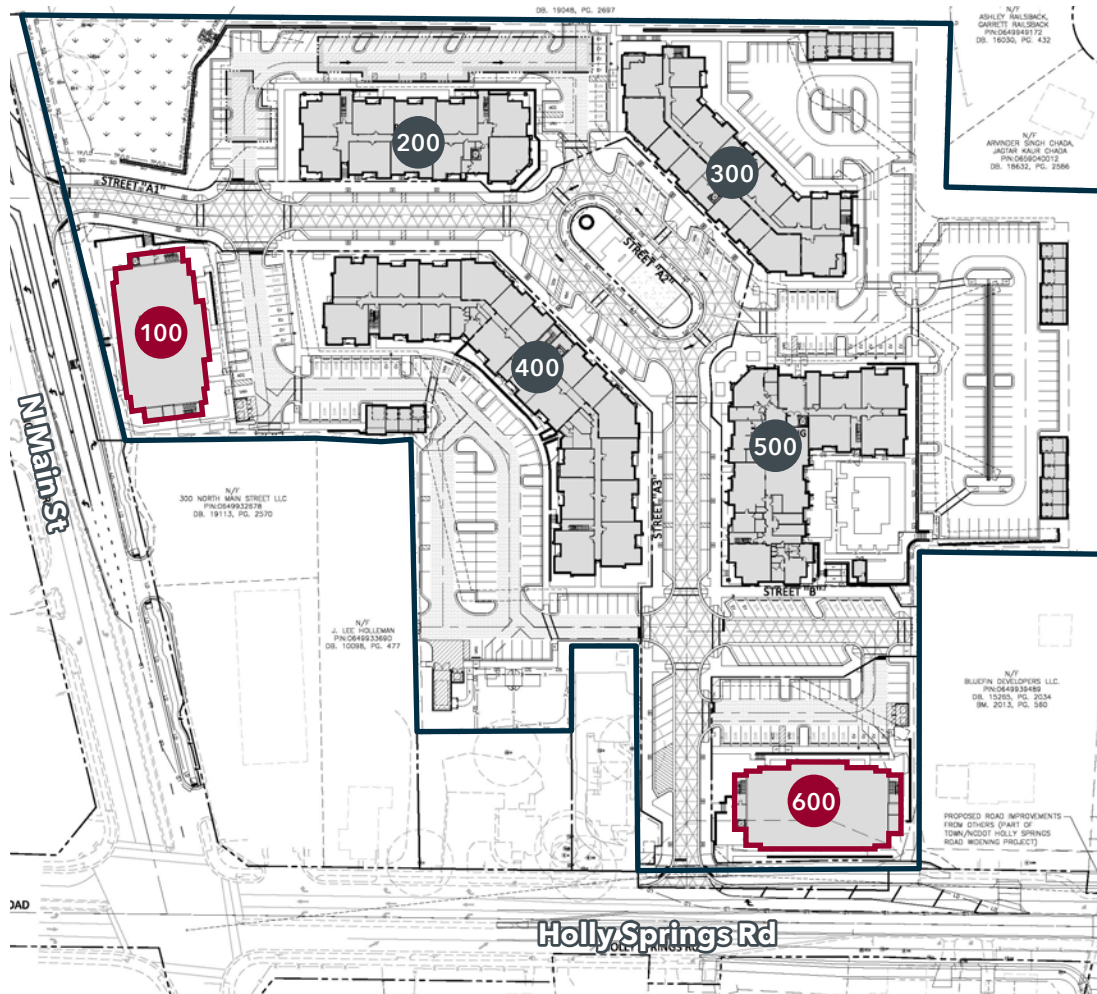 DB. 19048, PG. 2697
N/F
ASHLEY RAILSBACK,
GARRETT RAILSBACK
PIN:0649949172
DB. 16030, PG. 432
N/F
ARVINDER SINGH CHADA,
JAGTAR KAUR CHADA
PIN:0659040012
DB. 18632, PG. 2586
200
300
STREET "A1"
STREET "A2"
100
400
500
N Main St
STREET "A3"
N/F
300 NORTH MAIN STREET LLC
PIN:0649932678
DB. 19113, PG. 2570
STREET "B"
N/F
J. LEE HOLLEMAN
PIN:0649933690
DB. 10098, PG. 477
N/F
BLUEFIN DEVELOPERS LLC.
PIN:0649939489
DB. 15265, PG. 2034
BM. 2013, PG. 560
600
PROPOSED ROAD IMPROVEMENTS
FROM OTHERS (PART OF
TOWN/NCDOT HOLLY SPRINGS
ROAD WIDENING PROJECT)
OAD
Holly Springs Rd